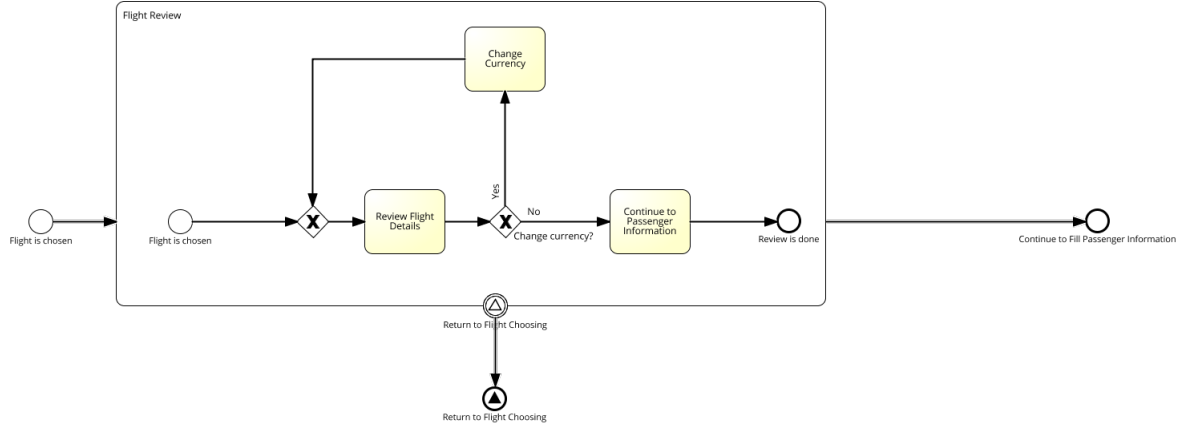 Flight Review
Change
Currency
Yes
Review Flight
Details
No
Change currency?
Continue to
Passenger
Information
Flight is chosen
Flight is chosen
Review is done
Continue to Fill Passenger Information
Return to Flight Choosing
Return to Flight Choosing